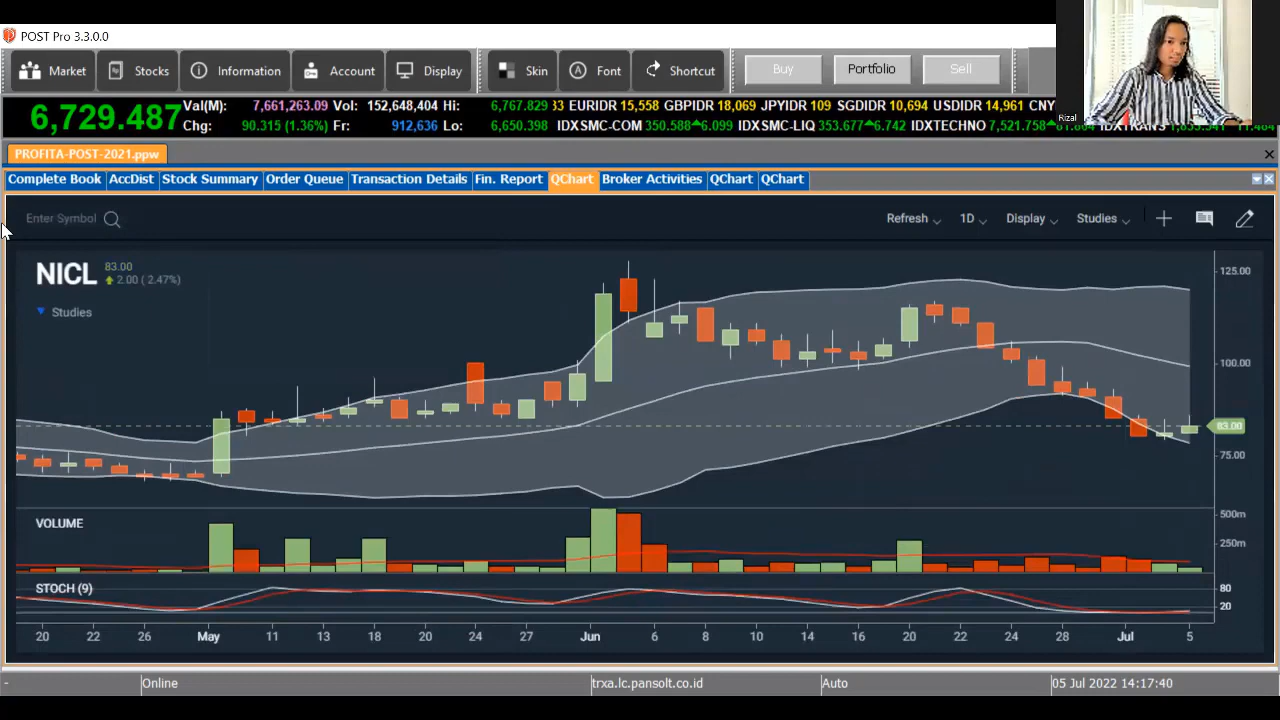 POST Pro 3.3.0.0
Market Stocks Information Account Display Skin Font Shortcut Buy Portfolio Sell
6,729.487 Val(M): 7,661,263.09 Vol: 152,648,404 Hi: 6,767.829 33 EURIDR 15,558 GBPIDR 18,069 JPYIDR 109 SGDIDR 10,694 USDIDR 14,961 CNY
Chg: 90.315 (1.36%) Fr: 912,636 Lo: 6,650.398 IDXSMC-COM 350.588 6.099 IDXSMC-LIQ 353.677 6.742 IDXTECHNO 7,521.758
Rizal
PROFITA-POST-2021.ppw
Complete Book AccDist Stock Summary Order Queue Transaction Details Fin. Report QChart Broker Activities QChart QChart
Enter Symbol Refresh 1D Display Studies
NICL 83.00
2.00 ( 2.47%)
Studies
125.00
100.00
83.00
75.00
VOLUME
500m
250m
STOCH (9)
80
20
20 22 26 May 11 13 18 20 24 27 Jun 6 8 10 14 16 20 22 24 28 Jul 5
- Online trxa.lc.pansolt.co.id Auto 05 Jul 2022 14:17:40